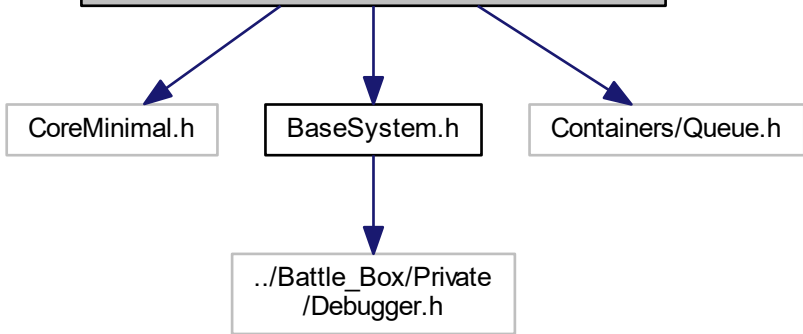 CoreMinimal.h
BaseSystem.h
Containers/Queue.h
../Battle_Box/Private
/Debugger.h